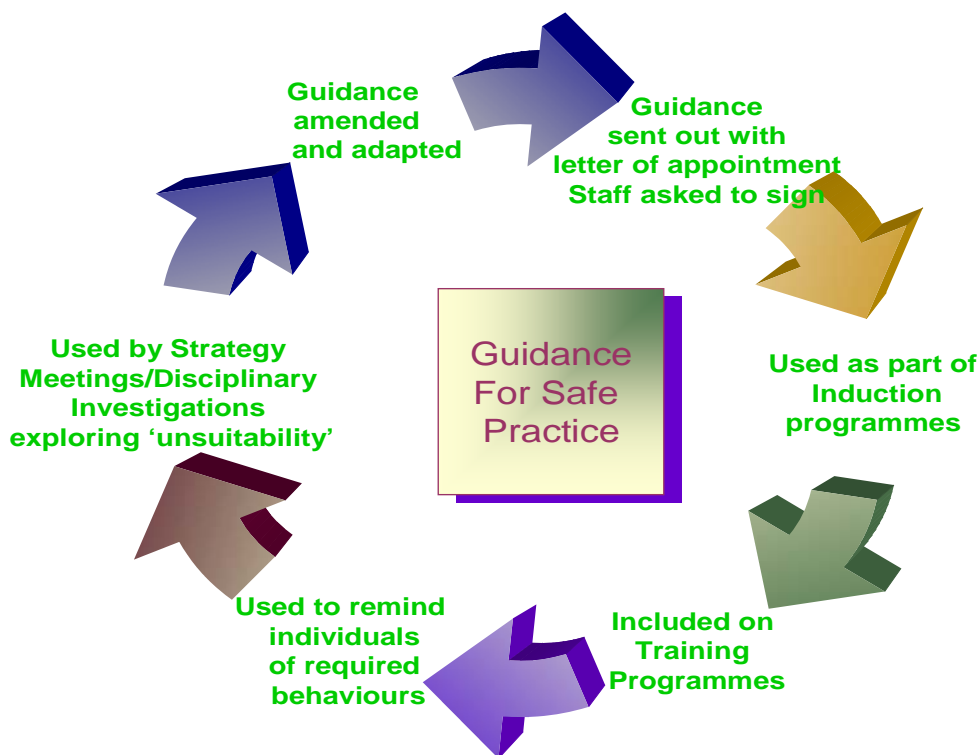 Guidance
amended
and adapted
Guidance
sent out with
letter of appointment
Staff asked to sign
Used by Strategy
Meetings/Disciplinary
Investigations
exploring ‘unsuitability’
Guidance
For Safe
Practice
Used as part of
Induction
programmes
Used to remind
individuals
of required
behaviours
Included on
Training
Programmes